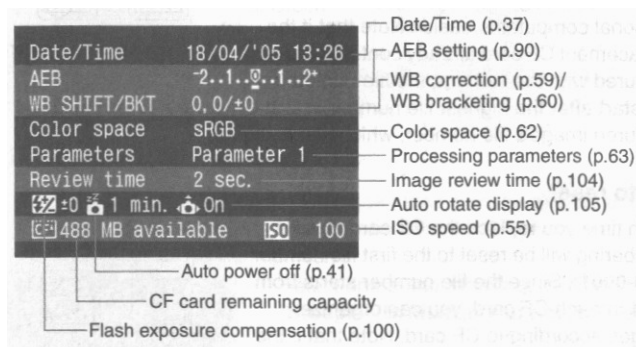 Date/Time 18/04/'05 13:26
AEB -2..1..0..1..2+
WB SHIFT/BKT 0,0/±0
Color space sRGB
Parameters Parameter 1
Review time 2 sec.
±0 1 min. On
488 MB available ISO 100
Date/Time (p.37)
AEB setting (p.90)
WB correction (p.59)
WB bracketing (p.60)
Color space (p.62)
Processing parameters (p.63)
Image review time (p.104)
Auto rotate display (p.105)
ISO speed (p.55)
Auto power off (p.41)
CF card remaining capacity
Flash exposure compensation (p.100)